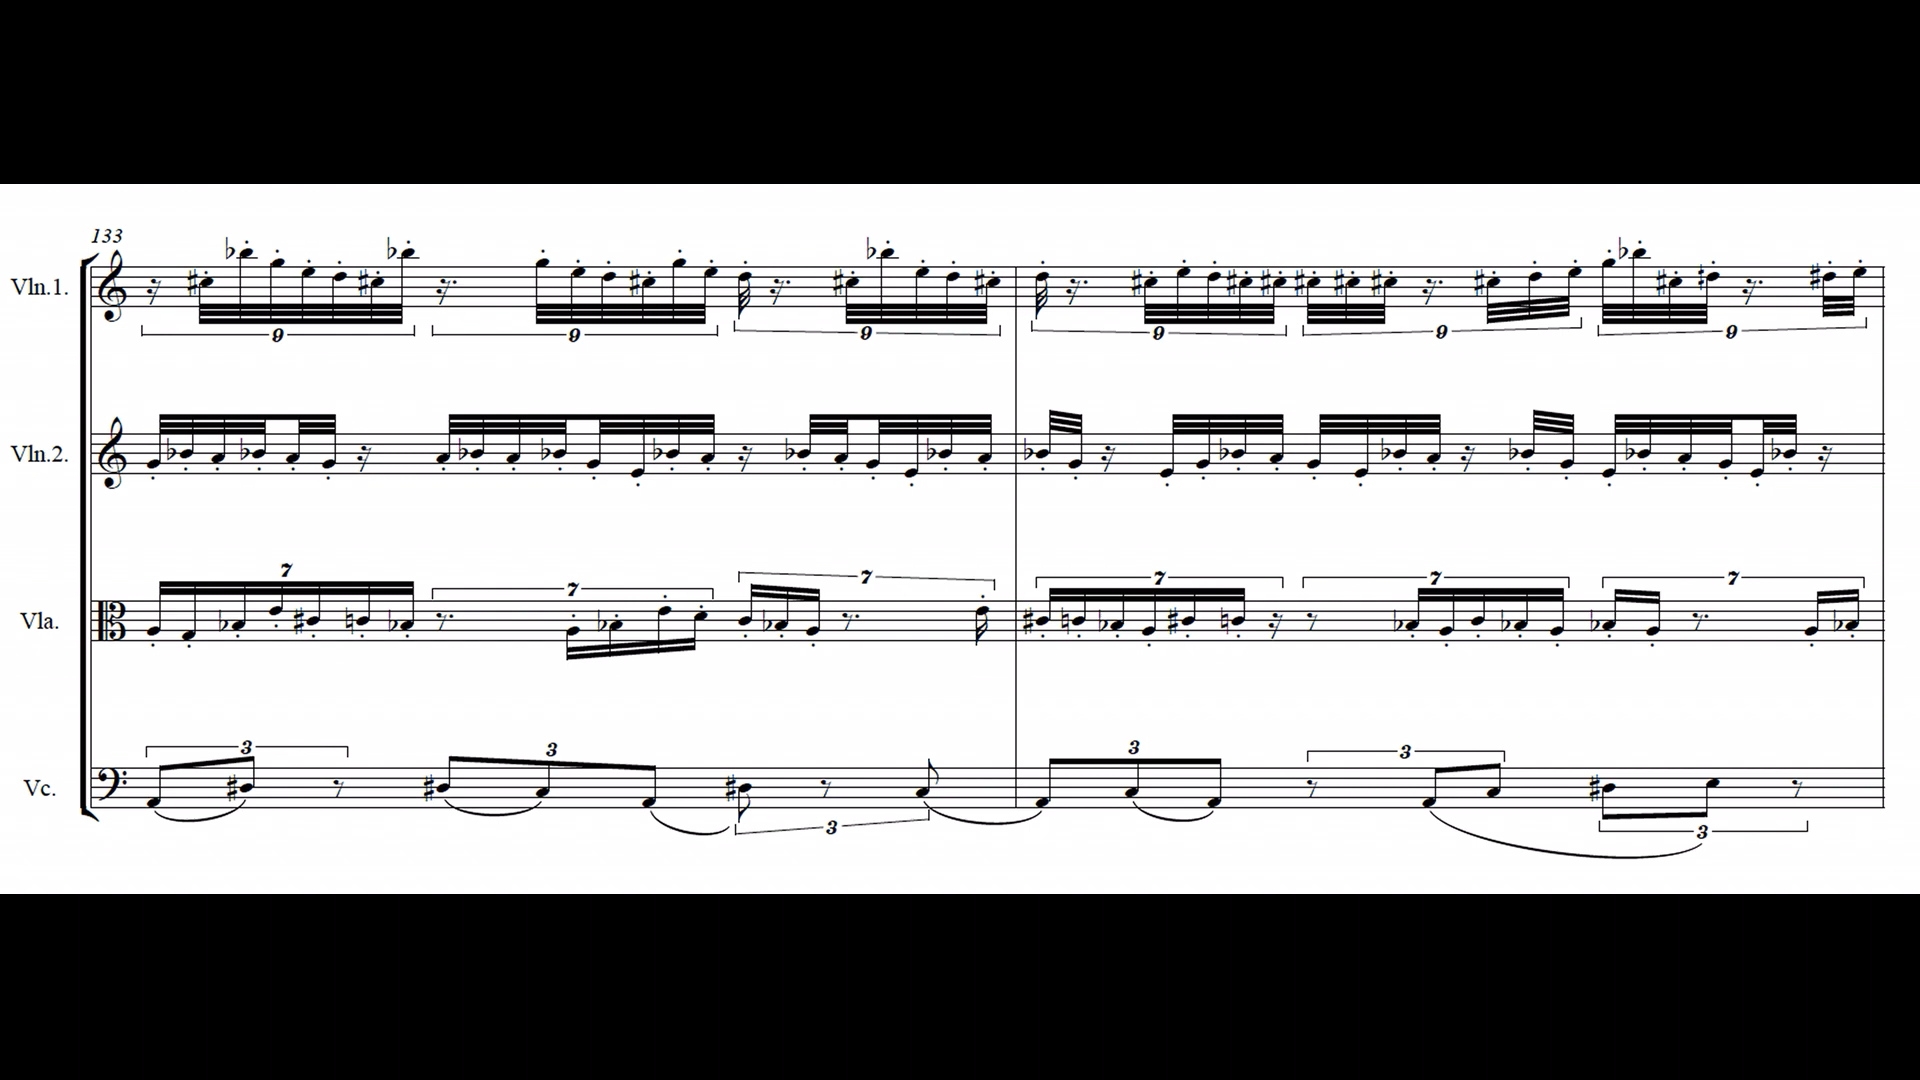 133
Vln.1.
9 9 9 9 9 9
Vln.2.
7 7 7 7 7 7
Vla.
3 3 3 3 3 3
Vc.